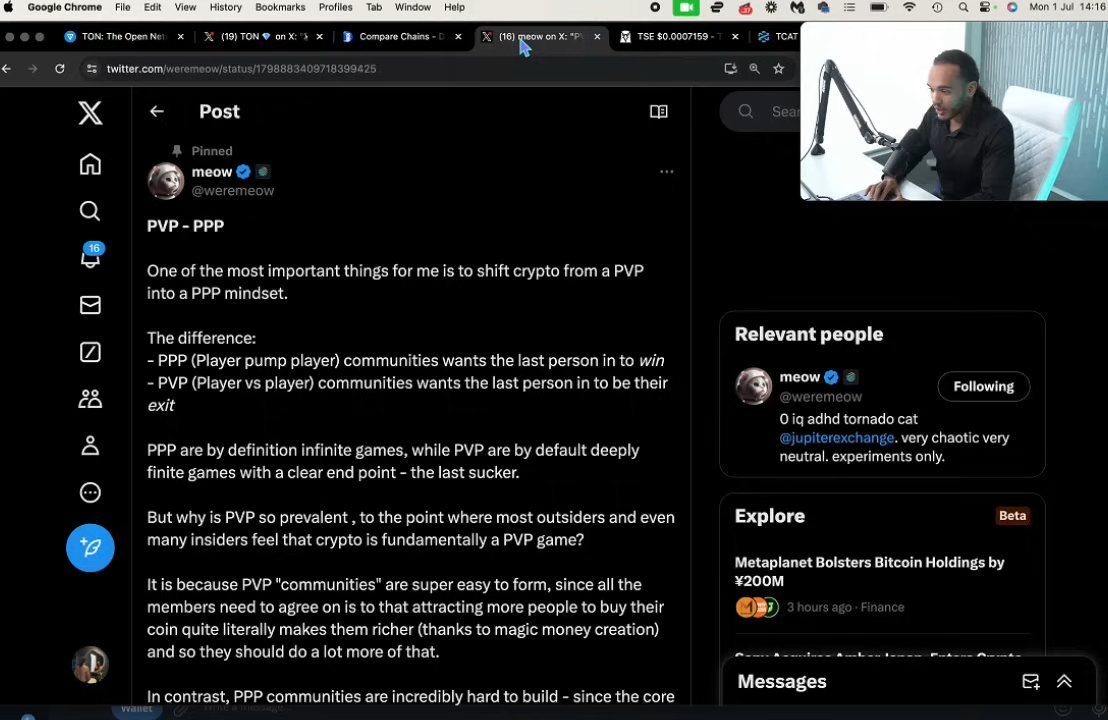 Google Chrome File Edit View History Bookmarks Profiles Tab Window Help Mon 1 Jul 14:16
TON: The Open Net (19) TON 💎 on X: " Compare Chains - D (16) meow on X: "P TSE $0.0007159 - T TCAT
twitter.com/weremeow/status/1798883409718399425
Post
Sea
Pinned
meow
@weremeow
PVP - PPP
One of the most important things for me is to shift crypto from a PVP
into a PPP mindset.
The difference:
- PPP (Player pump player) communities wants the last person in to win
- PVP (Player vs player) communities wants the last person in to be their
exit
PPP are by definition infinite games, while PVP are by default deeply
finite games with a clear end point - the last sucker.
But why is PVP so prevalent , to the point where most outsiders and even
many insiders feel that crypto is fundamentally a PVP game?
It is because PVP "communities" are super easy to form, since all the
members need to agree on is to that attracting more people to buy their
coin quite literally makes them richer (thanks to magic money creation)
and so they should do a lot more of that.
In contrast, PPP communities are incredibly hard to build - since the core
16
Relevant people
meow
@weremeow
Following
0 iq adhd tornado cat
@jupiterexchange. very chaotic very
neutral. experiments only.
Explore
Beta
Metaplanet Bolsters Bitcoin Holdings by
¥200M
3 hours ago · Finance
Sony Acquires Amber Japan, Enters Crypto
Messages
Wallet